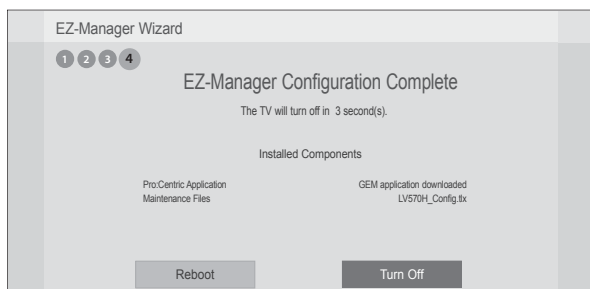 EZ-Manager Wizard
1 2 3 4
EZ-Manager Configuration Complete
The TV will turn off in 3 second(s).
Installed Components
Pro:Centric Application GEM application downloaded
Maintenance Files LV570H_Config.tlx
Reboot Turn Off